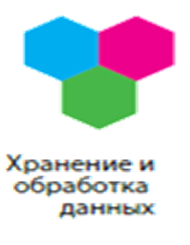 Хранение и
обработка
данных